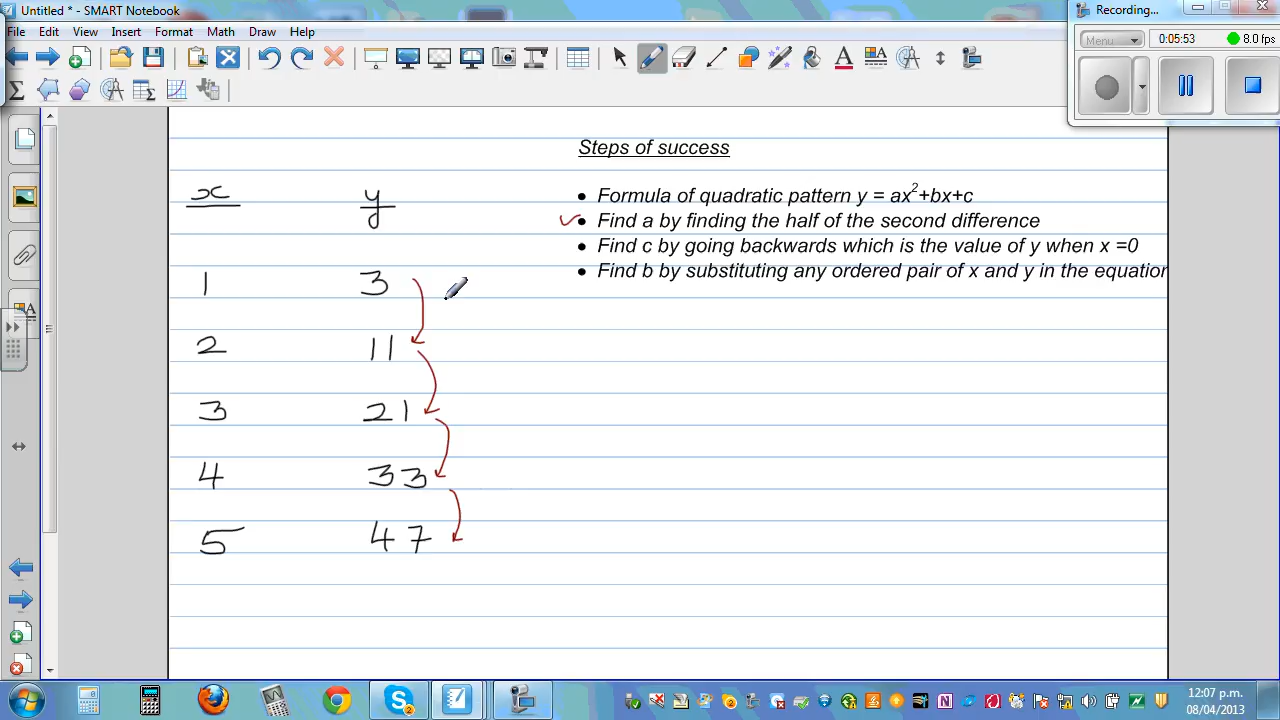 Untitled * - SMART Notebook
Recording...
File Edit View Insert Format Math Draw Help
Menu
0:05:53
8.0 fps
Steps of success
x y
• Formula of quadratic pattern y = ax²+bx+c
• Find a by finding the half of the second difference
• Find c by going backwards which is the value of y when x =0
• Find b by substituting any ordered pair of x and y in the equation
1 3
2 11
3 21
4 33
5 47
12:07 p.m.
08/04/2013